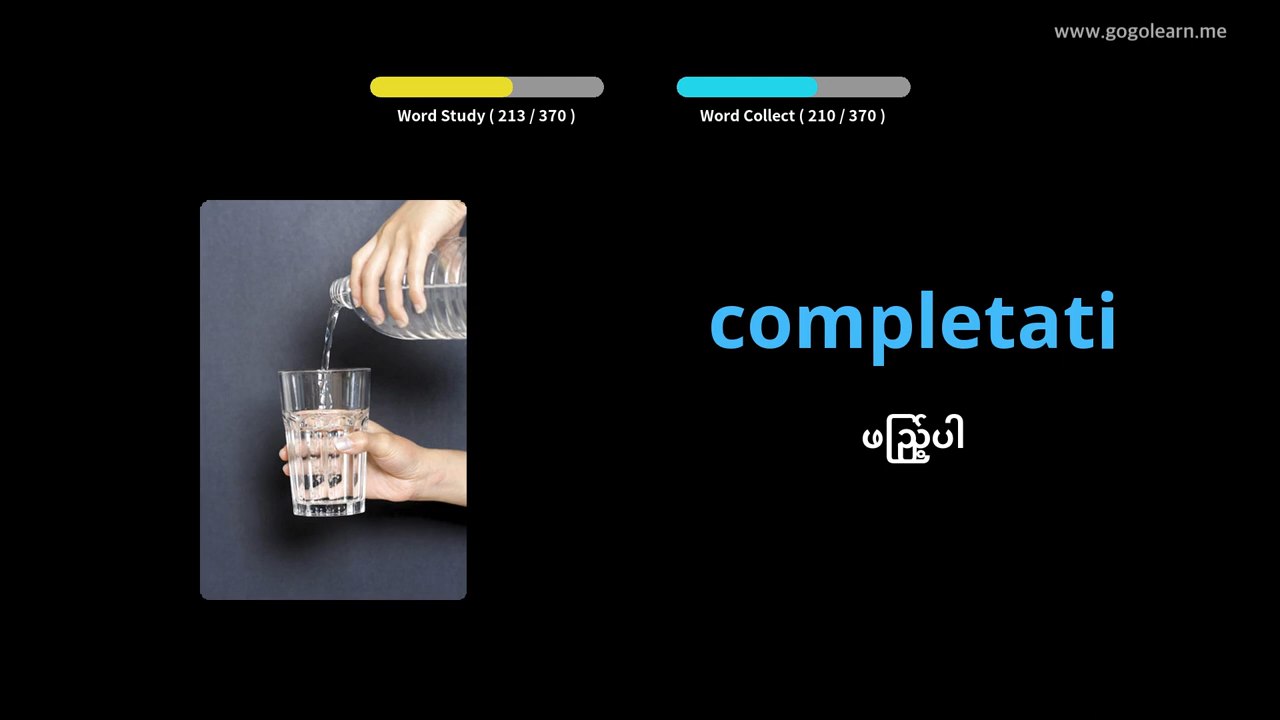 www.gogolearn.me
Word Study ( 213 / 370 )
Word Collect ( 210 / 370 )
completati
ဖြည့်ပါ